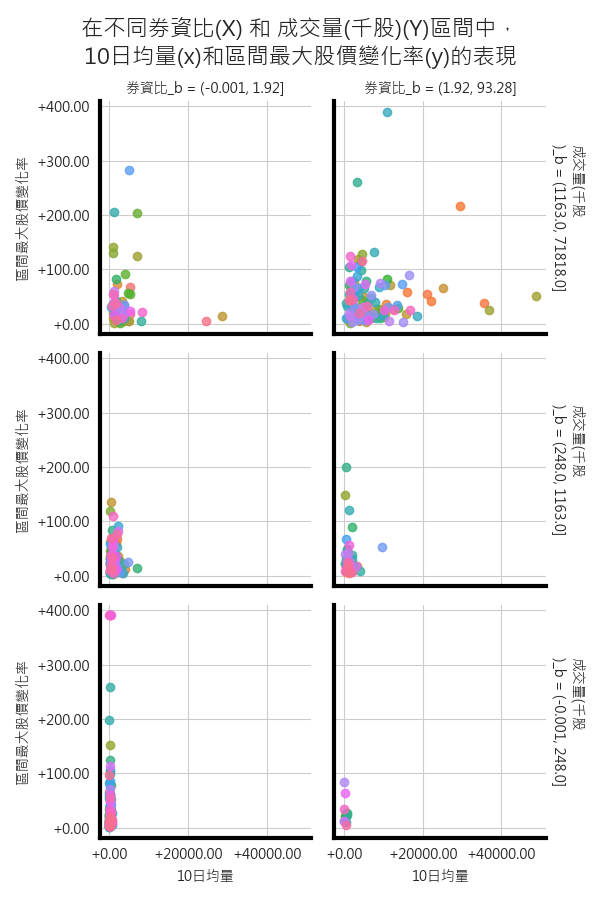 在不同券資比(X) 和 成交量(千股)(Y)區間中，
10日均量(x)和區間最大股價變化率(y)的表現
券資比_b = (-0.001, 1.92]
券資比_b = (1.92, 93.28]
+400.00
+300.00
+200.00
+100.00
+0.00
區間最大股價變化率
成交量(千股
)_b = (1163.0, 71818.0]
+400.00
+300.00
+200.00
+100.00
+0.00
區間最大股價變化率
成交量(千股
)_b = (248.0, 1163.0]
+400.00
+300.00
+200.00
+100.00
+0.00
區間最大股價變化率
成交量(千股
)_b = (-0.001, 248.0]
+0.00 +20000.00 +40000.00
+0.00 +20000.00 +40000.00
10日均量
10日均量